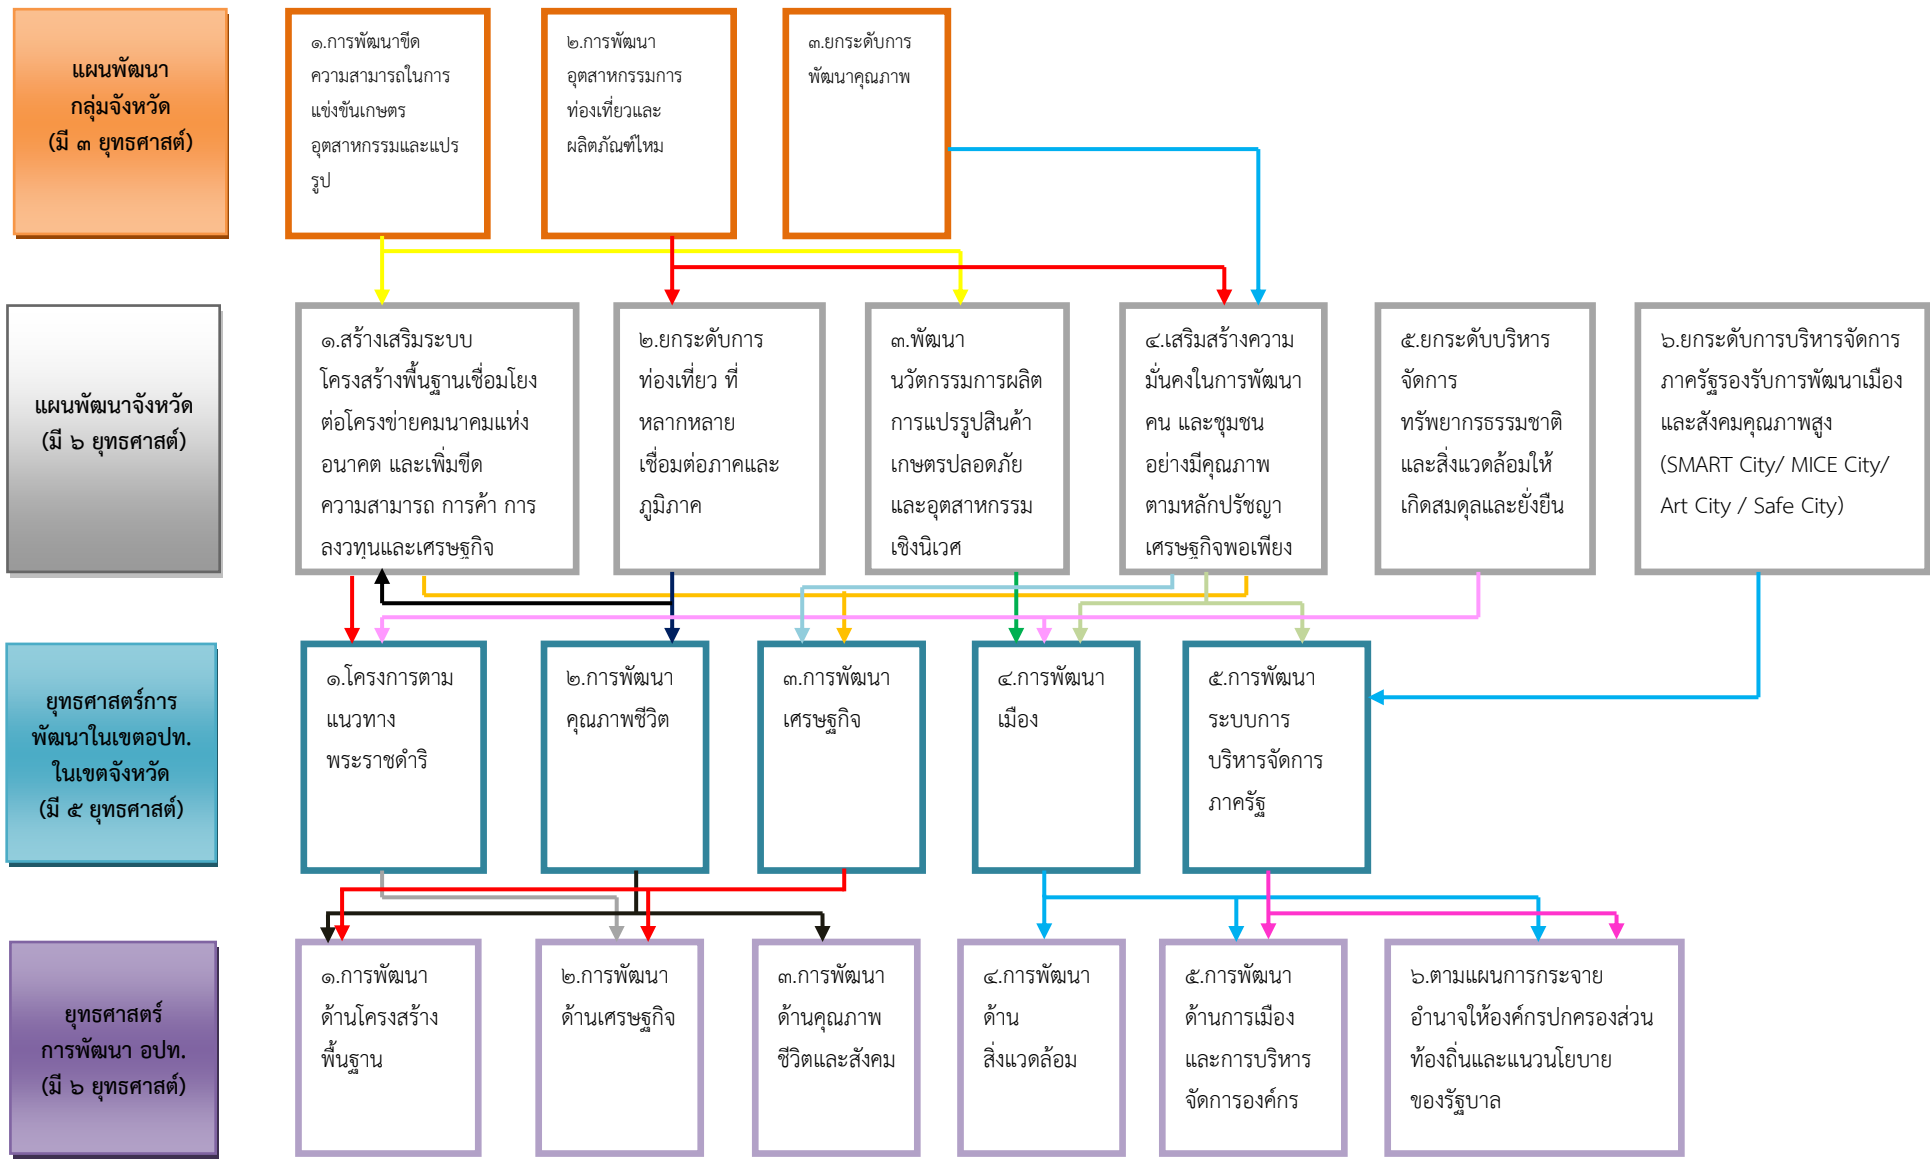 แผนพัฒนา
กลุ่มจังหวัด
(มี ๓ ยุทธศาสต์)
๑.การพัฒนาขีด
ความสามารถในการ
แข่งขันเกษตร
อุตสาหกรรมและแปร
รูป
๒.การพัฒนา
อุตสาหกรรมการ
ท่องเที่ยวและ
ผลิตภัณฑ์ไหม
๓.ยกระดับการ
พัฒนาคุณภาพ
แผนพัฒนาจังหวัด
(มี ๖ ยุทธศาสต์)
๑.สร้างเสริมระบบ
โครงสร้างพื้นฐานเชื่อมโยง
ต่อโครงข่ายคมนาคมแห่ง
อนาคต และเพิ่มขีด
ความสามารถ การค้า การ
ลงวทุนและเศรษฐกิจ
๒.ยกระดับการ
ท่องเที่ยว ที่
หลากหลาย
เชื่อมต่อภาคและ
ภูมิภาค
๓.พัฒนา
นวัตกรรมการผลิต
การแปรรูปสินค้า
เกษตรปลอดภัย
และอุตสาหกรรม
เชิงนิเวศ
๔.เสริมสร้างความ
มั่นคงในการพัฒนา
คน และชุมชน
อย่างมีคุณภาพ
ตามหลักปรัชญา
เศรษฐกิจพอเพียง
๕.ยกระดับบริหาร
จัดการ
ทรัพยากรธรรมชาติ
และสิ่งแวดล้อมให้
เกิดสมดุลและยั่งยืน
๖.ยกระดับการบริหารจัดการ
ภาครัฐรองรับการพัฒนาเมือง
และสังคมคุณภาพสูง
(SMART City/ MICE City/
Art City / Safe City)
ยุทธศาสตร์การ
พัฒนาในเขตอปท.
ในเขตจังหวัด
(มี ๕ ยุทธศาสต์)
๑.โครงการตาม
แนวทาง
พระราชดำริ
๒.การพัฒนา
คุณภาพชีวิต
๓.การพัฒนา
เศรษฐกิจ
๔.การพัฒนา
เมือง
๕.การพัฒนา
ระบบการ
บริหารจัดการ
ภาครัฐ
ยุทธศาสตร์
การพัฒนา อปท.
(มี ๖ ยุทธศาสต์)
๑.การพัฒนา
ด้านโครงสร้าง
พื้นฐาน
๒.การพัฒนา
ด้านเศรษฐกิจ
๓.การพัฒนา
ด้านคุณภาพ
ชีวิตและสังคม
๔.การพัฒนา
ด้าน
สิ่งแวดล้อม
๕.การพัฒนา
ด้านการเมือง
และการบริหาร
จัดการองค์กร
๖.ตามแผนการกระจาย
อำนาจให้องค์กรปกครองส่วน
ท้องถิ่นและแนวนโยบาย
ของรัฐบาล